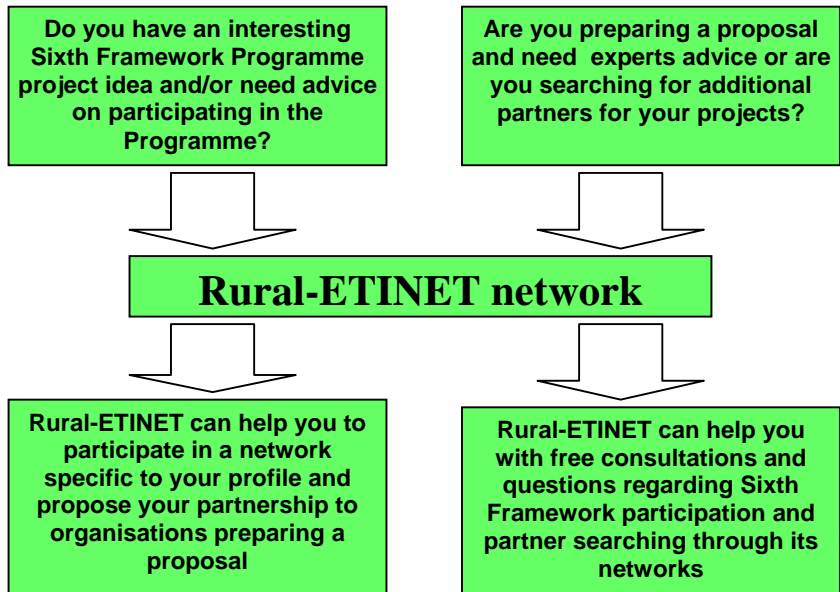 Do you have an interesting
Sixth Framework Programme
project idea and/or need advice
on participating in the
Programme?
Are you preparing a proposal
and need experts advice or are
you searching for additional
partners for your projects?
Rural-ETINET network
Rural-ETINET can help you to
participate in a network
specific to your profile and
propose your partnership to
organisations preparing a
proposal
Rural-ETINET can help you
with free consultations and
questions regarding Sixth
Framework participation and
partner searching through its
networks